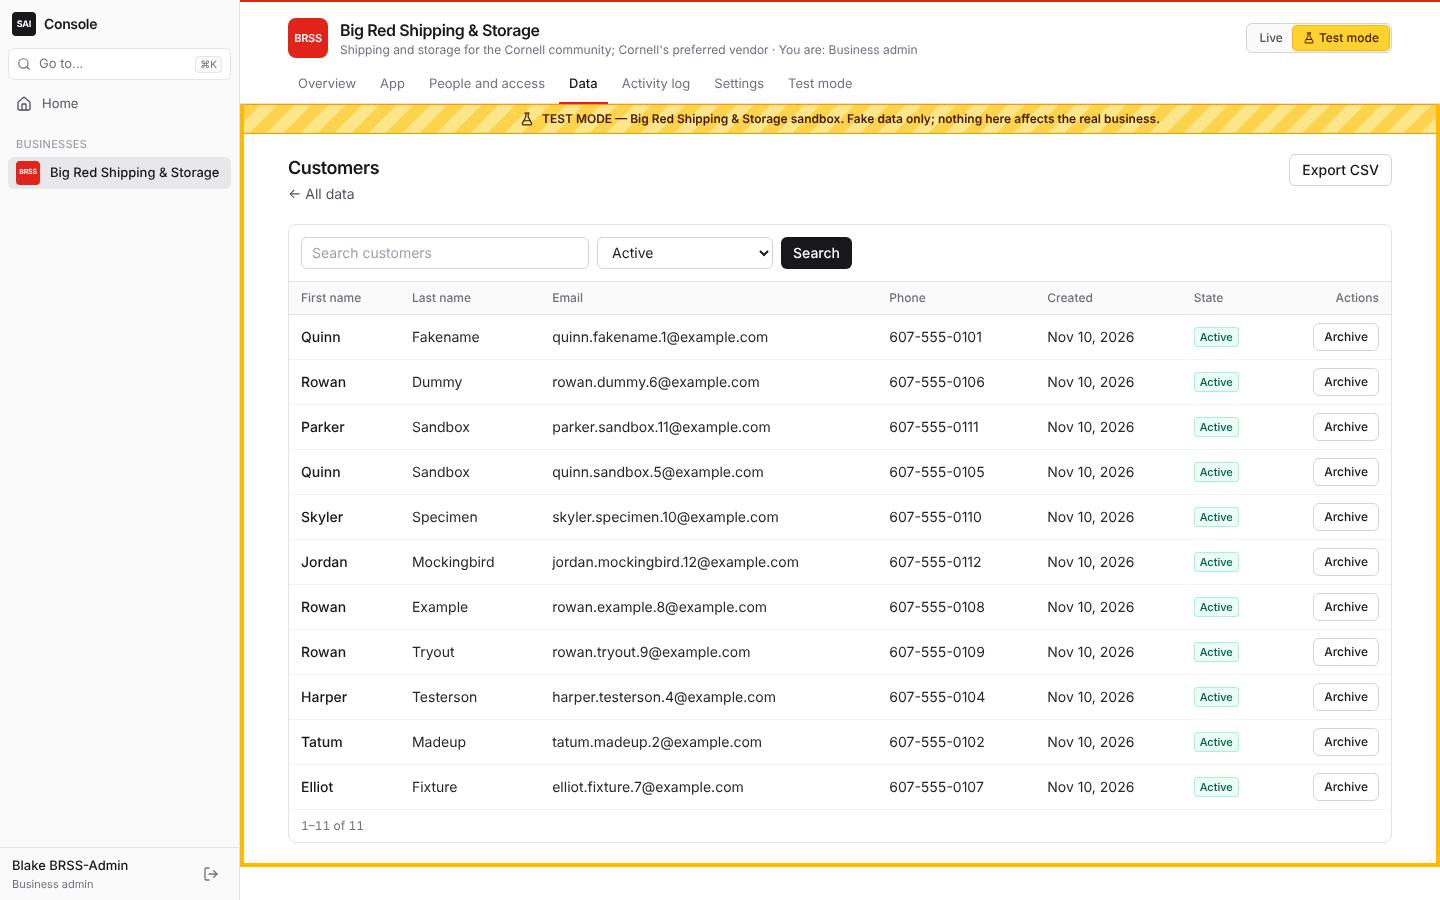 SAI Console
Go to... ⌘K
Home
BUSINESSES
BRSS Big Red Shipping & Storage
Blake BRSS-Admin
Business admin
BRSS
Big Red Shipping & Storage
Shipping and storage for the Cornell community; Cornell's preferred vendor · You are: Business admin
Live Test mode
Overview App People and access Data Activity log Settings Test mode
TEST MODE — Big Red Shipping & Storage sandbox. Fake data only; nothing here affects the real business.
Customers
← All data
Export CSV
Search customers Active Search
First name Last name Email Phone Created State Actions
Quinn Fakename quinn.fakename.1@example.com 607-555-0101 Nov 10, 2026 Active Archive
Rowan Dummy rowan.dummy.6@example.com 607-555-0106 Nov 10, 2026 Active Archive
Parker Sandbox parker.sandbox.11@example.com 607-555-0111 Nov 10, 2026 Active Archive
Quinn Sandbox quinn.sandbox.5@example.com 607-555-0105 Nov 10, 2026 Active Archive
Skyler Specimen skyler.specimen.10@example.com 607-555-0110 Nov 10, 2026 Active Archive
Jordan Mockingbird jordan.mockingbird.12@example.com 607-555-0112 Nov 10, 2026 Active Archive
Rowan Example rowan.example.8@example.com 607-555-0108 Nov 10, 2026 Active Archive
Rowan Tryout rowan.tryout.9@example.com 607-555-0109 Nov 10, 2026 Active Archive
Harper Testerson harper.testerson.4@example.com 607-555-0104 Nov 10, 2026 Active Archive
Tatum Madeup tatum.madeup.2@example.com 607-555-0102 Nov 10, 2026 Active Archive
Elliot Fixture elliot.fixture.7@example.com 607-555-0107 Nov 10, 2026 Active Archive
1–11 of 11